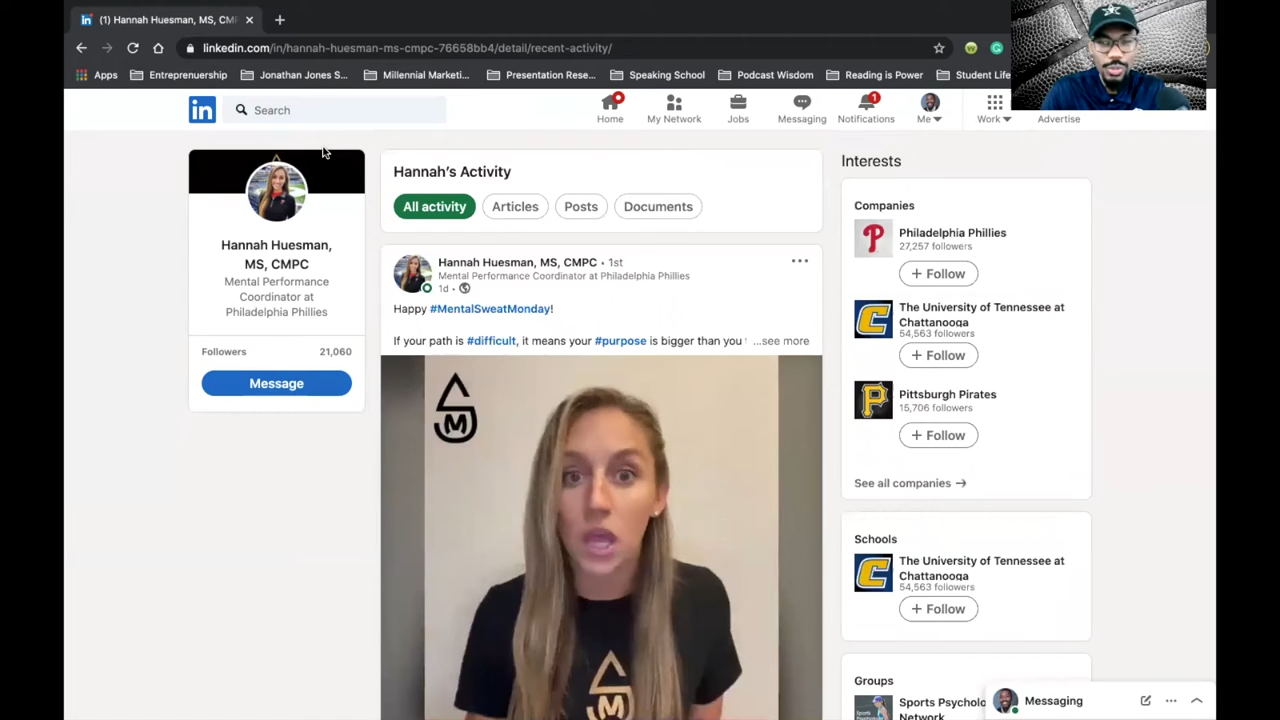 (1) Hannah Huesman, MS, CM
linkedin.com/in/hannah-huesman-ms-cmpc-76658bb4/detail/recent-activity/
Apps
Entreprenuership
Jonathan Jones S...
Millennial Marketi...
Presentation Rese...
Speaking School
Podcast Wisdom
Reading is Power
Student Life
in
Search
Home
My Network
Jobs
Messaging
1
Notifications
Me
Work
Advertise
Hannah Huesman,
MS, CMPC
Mental Performance
Coordinator at
Philadelphia Phillies
Followers 21,060
Message
Hannah's Activity
All activity
Articles
Posts
Documents
Hannah Huesman, MS, CMPC • 1st
Mental Performance Coordinator at Philadelphia Phillies
1d •
Happy #MentalSweatMonday!
If your path is #difficult, it means your #purpose is bigger than you ...see more
Interests
Companies
Philadelphia Phillies
27,257 followers
+ Follow
The University of Tennessee at
Chattanooga
54,563 followers
+ Follow
Pittsburgh Pirates
15,706 followers
+ Follow
See all companies →
Schools
The University of Tennessee at
Chattanooga
54,563 followers
+ Follow
Groups
Sports Psycholo
Network
Messaging